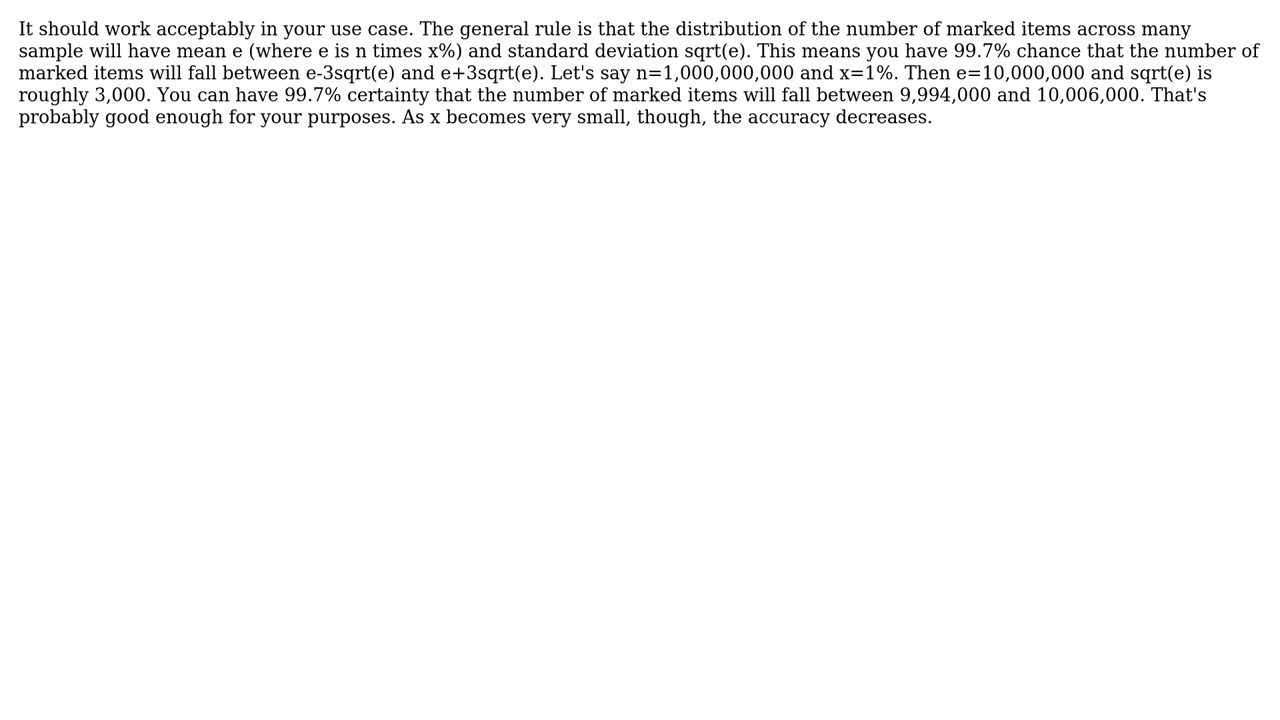 It should work acceptably in your use case. The general rule is that the distribution of the number of marked items across many
sample will have mean e (where e is n times x%) and standard deviation sqrt(e). This means you have 99.7% chance that the number of
marked items will fall between e-3sqrt(e) and e+3sqrt(e). Let's say n=1,000,000,000 and x=1%. Then e=10,000,000 and sqrt(e) is
roughly 3,000. You can have 99.7% certainty that the number of marked items will fall between 9,994,000 and 10,006,000. That's
probably good enough for your purposes. As x becomes very small, though, the accuracy decreases.